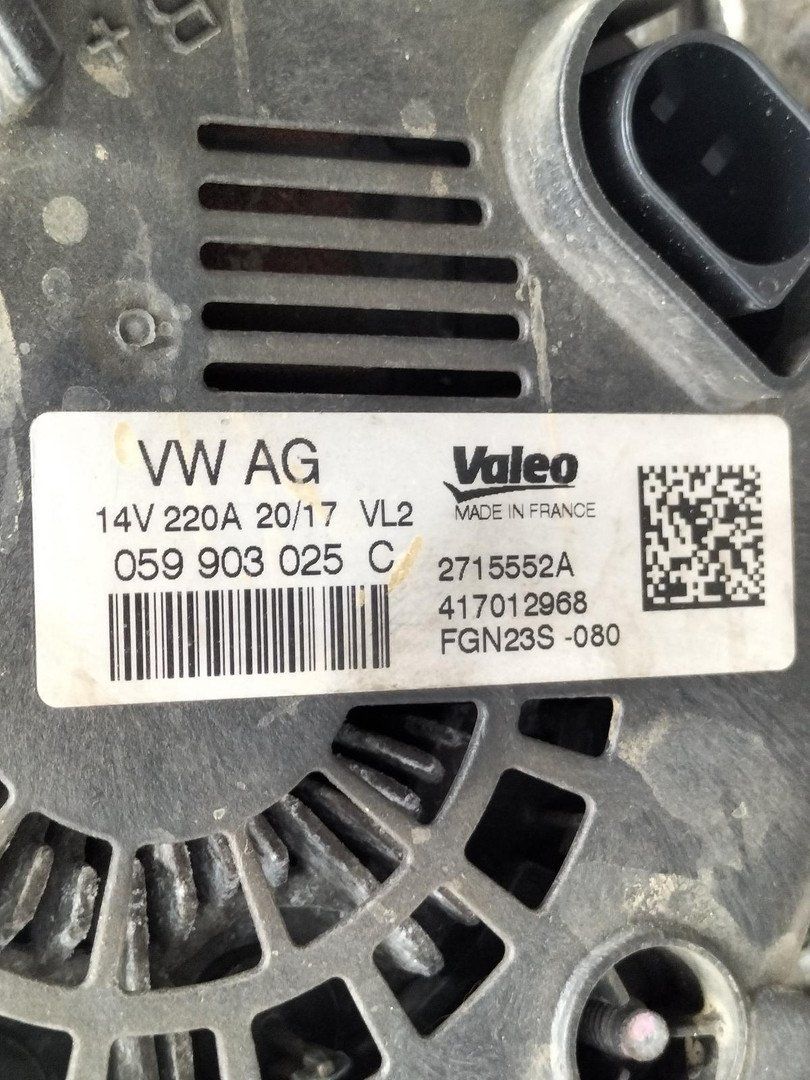 VW AG
14V 220A 20/17 VL2
059 903 025 C
Valeo
MADE IN FRANCE
2715552A
417012968
FGN23S -080